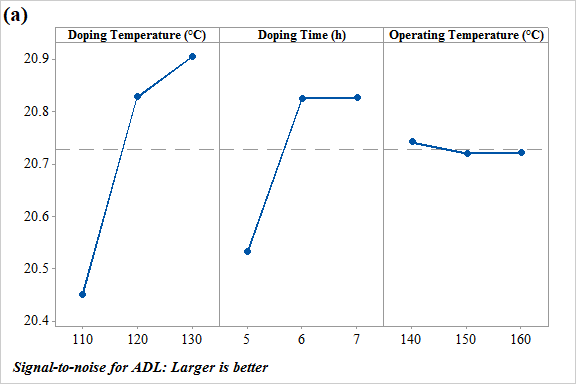 (a)
Doping Temperature (°C) Doping Time (h) Operating Temperature (°C)
20.9
20.8
20.7
20.6
20.5
20.4
110 120 130 5 6 7 140 150 160
Signal-to-noise for ADL: Larger is better